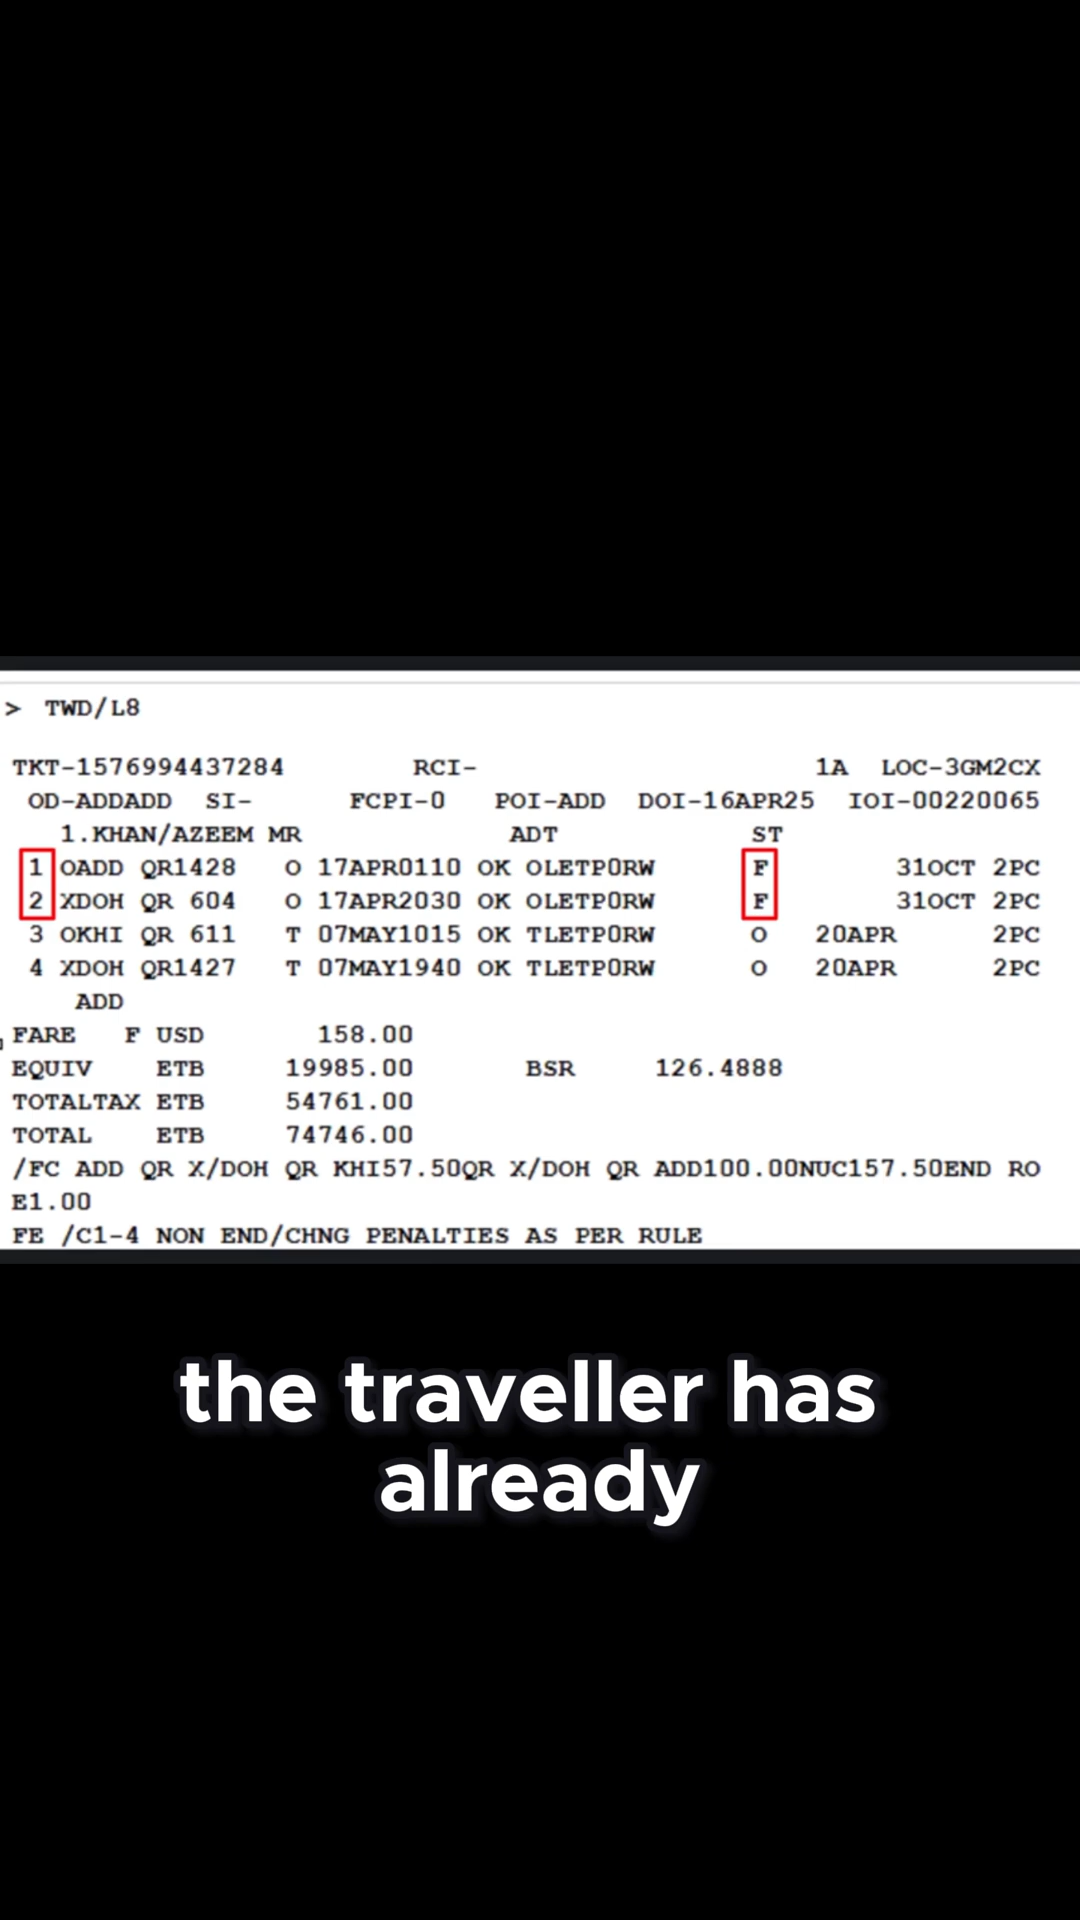 > TWD/L8
TKT-1576994437284 RCI- 1A LOC-3GM2CX
OD-ADDADD SI- FCPI-0 POI-ADD DOI-16APR25 IOI-00220065
1.KHAN/AZEEM MR ADT ST
1 OADD QR1428 O 17APR0110 OK OLETP0RW F 31OCT 2PC
2 XDOH QR 604 O 17APR2030 OK OLETP0RW F 31OCT 2PC
3 OKHI QR 611 T 07MAY1015 OK TLETP0RW O 20APR 2PC
4 XDOH QR1427 T 07MAY1940 OK TLETP0RW O 20APR 2PC
ADD
FARE F USD 158.00
EQUIV ETB 19985.00 BSR 126.4888
TOTALTAX ETB 54761.00
TOTAL ETB 74746.00
/FC ADD QR X/DOH QR KHI57.50QR X/DOH QR ADD100.00NUC157.50END RO
E1.00
FE /C1-4 NON END/CHNG PENALTIES AS PER RULE
the traveller has
already